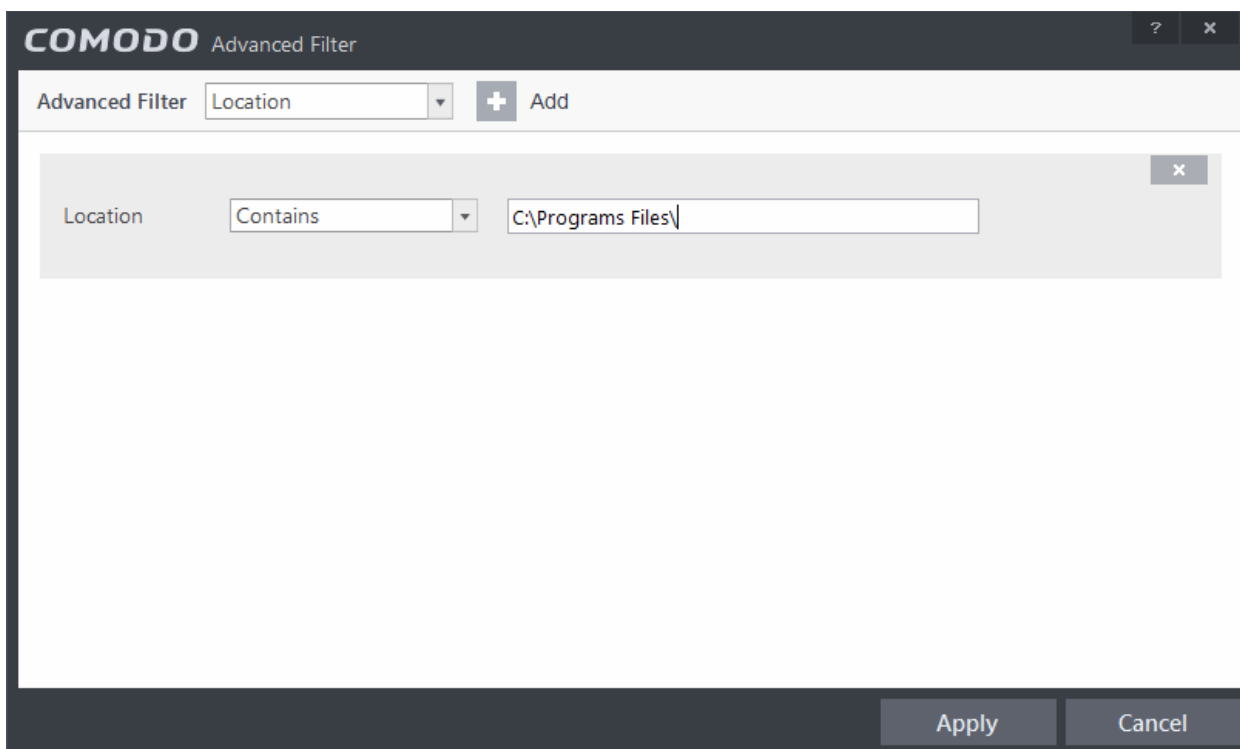 COMODO Advanced Filter ? ×
Advanced Filter Location Add
Location Contains C:\Programs Files\
Apply Cancel